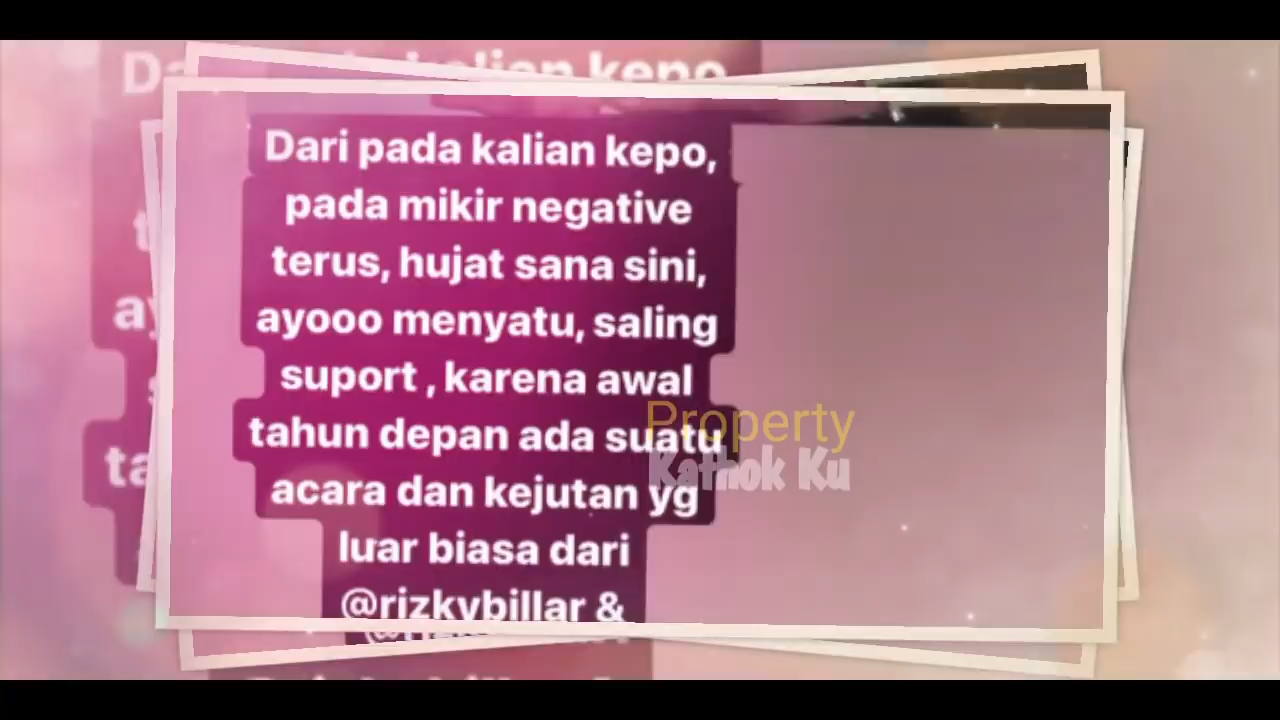 Dari pada kalian kepo,
pada mikir negative
terus, hujat sana sini,
ayooo menyatu, saling
suport , karena awal
tahun depan ada suatu
acara dan kejutan yg
luar biasa dari
@rizkybillar &
Property
Kathok Ku